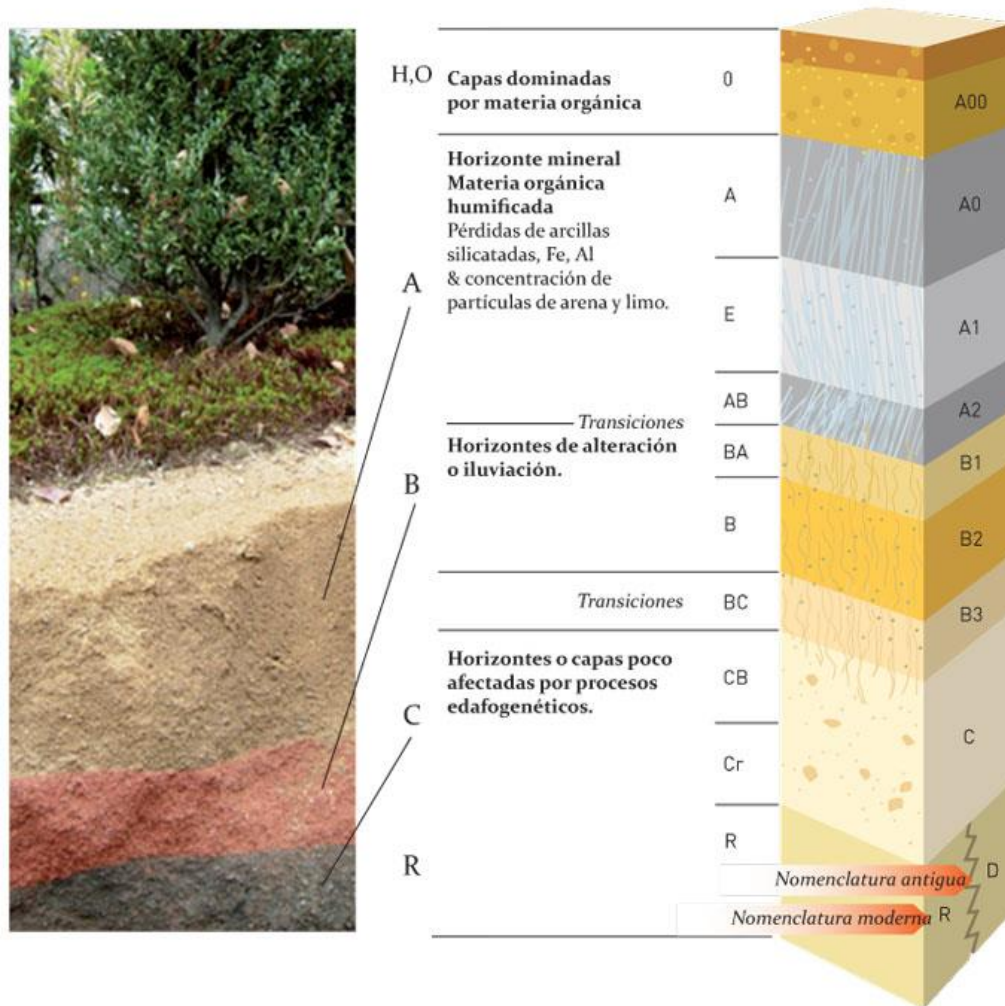 H,O
Capas dominadas
por materia orgánica
0
A00
Horizonte mineral
Materia orgánica
humificada
Pérdidas de arcillas
silicatadas, Fe, Al
& concentración de
partículas de arena y limo.
A
A
A0
E
A1
AB
A2
Transiciones
Horizontes de alteración
o iluviación.
B
BA
B1
B
B2
Transiciones
BC
B3
Horizontes o capas poco
afectadas por procesos
edafogenéticos.
C
CB
C
Cr
R
R
Nomenclatura antigua
D
Nomenclatura moderna
R